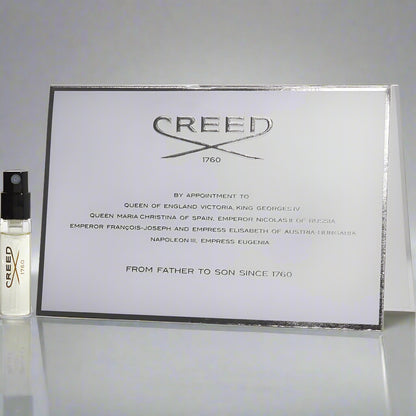 CREED
1760
BY APPOINTMENT TO
QUEEN OF ENGLAND VICTORIA, KING GEORGES IV
QUEEN MARIA CHRISTINA OF SPAIN, EMPEROR NICOLAS II OF RUSSIA
EMPEROR FRANÇOIS-JOSEPH AND EMPRESS ELISABETH OF AUSTRIA-HUNGARIA
NAPOLEON III, EMPRESS EUGENIA
FROM FATHER TO SON SINCE 1760
CREED
1760